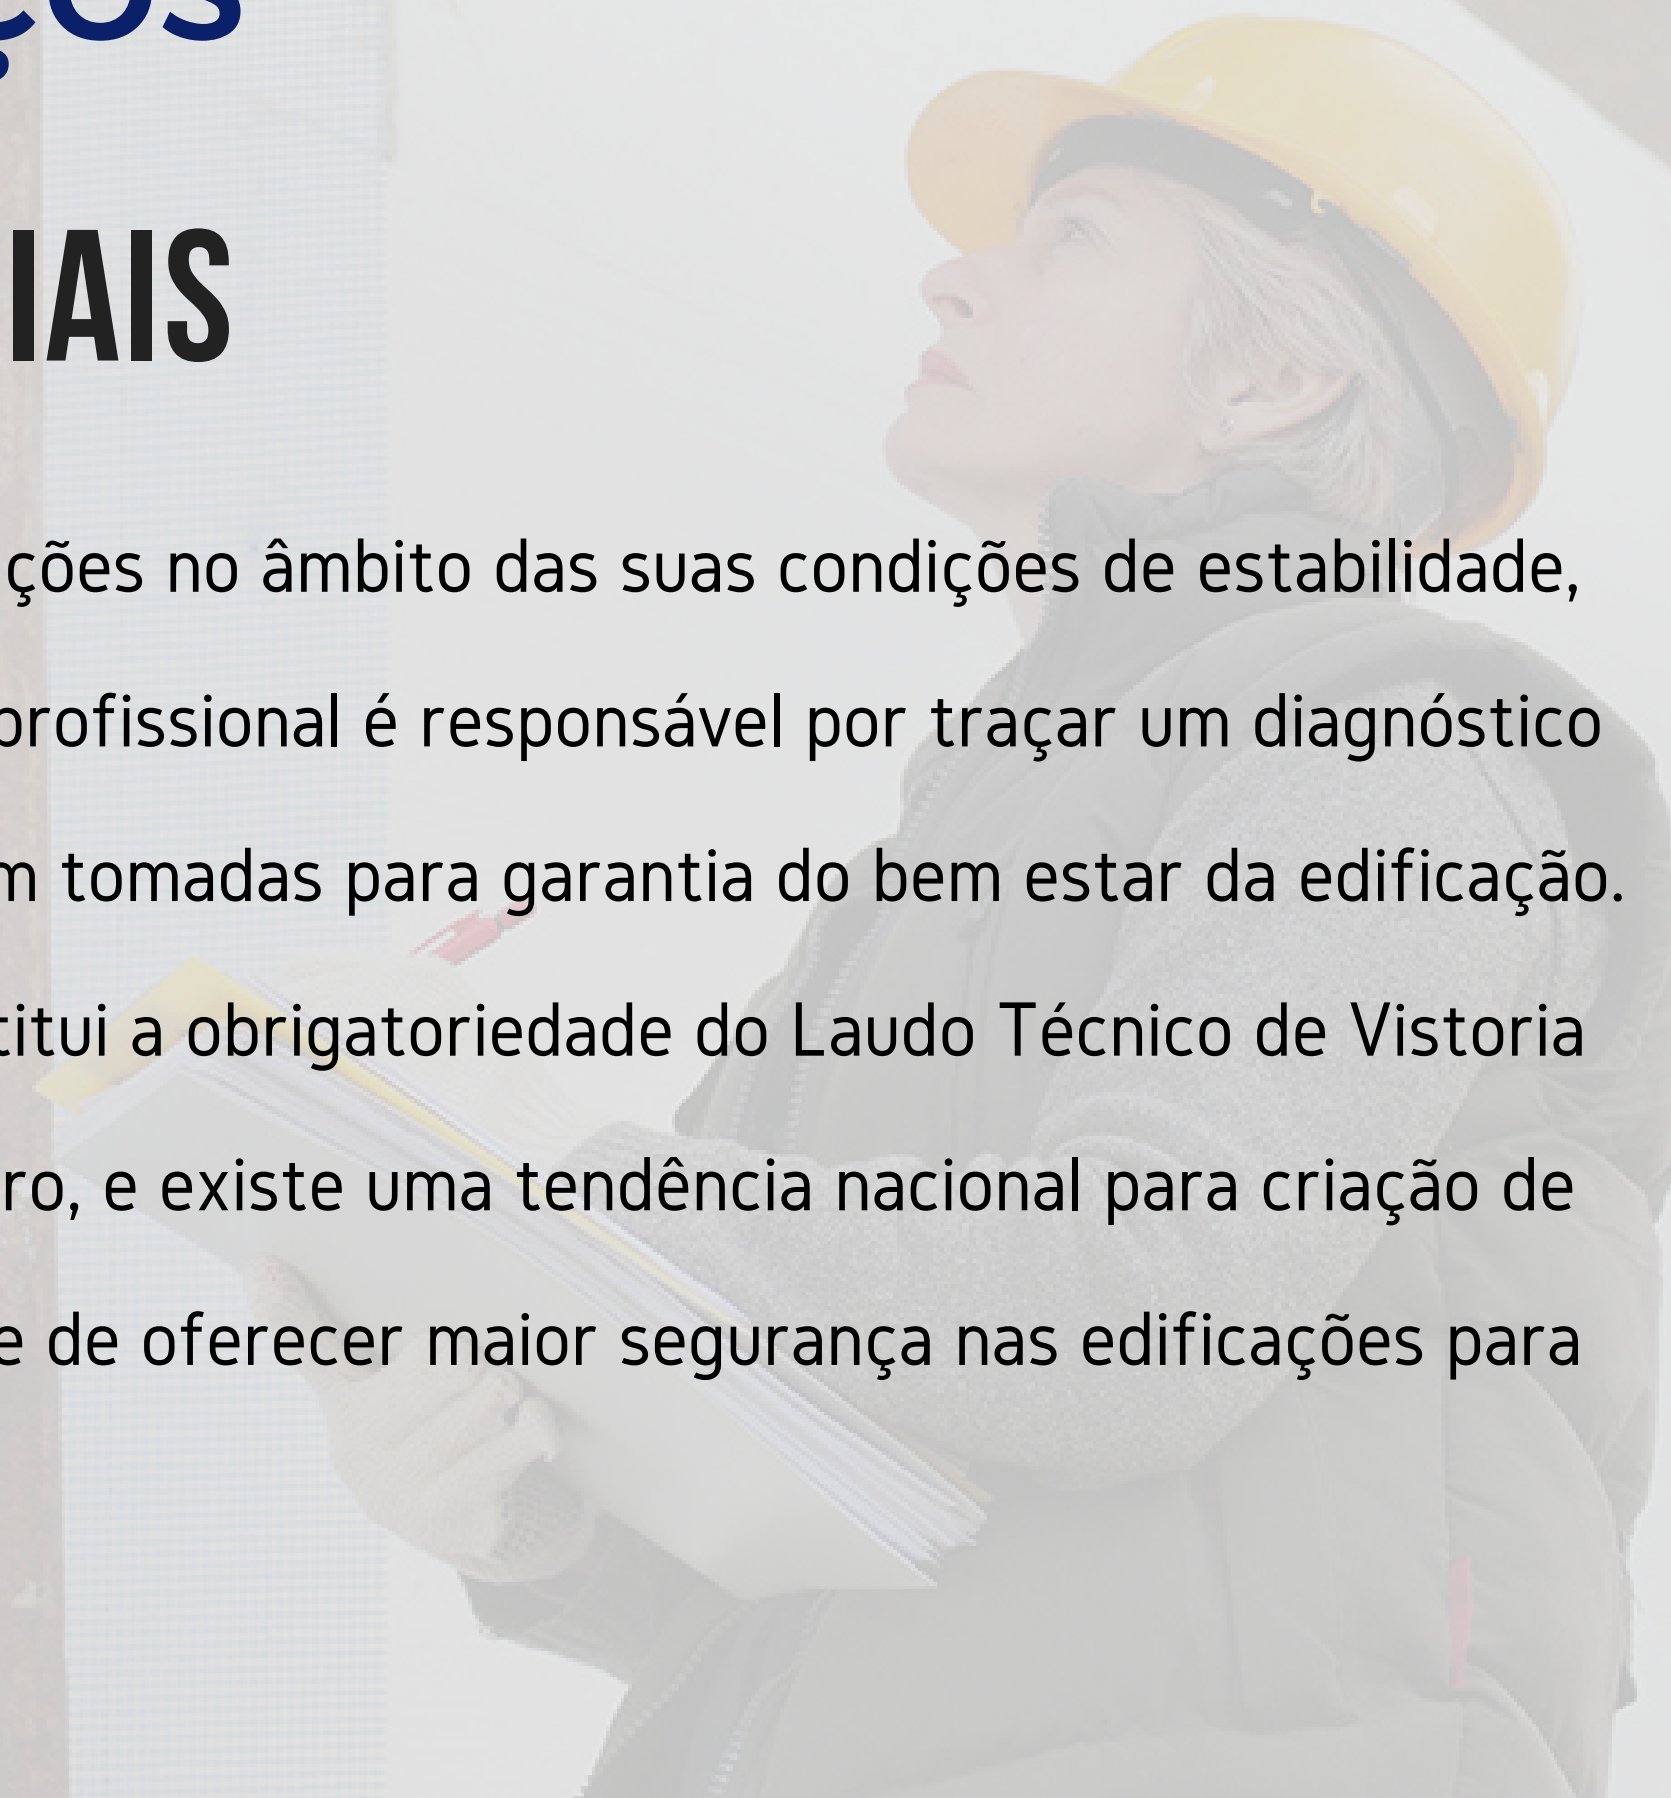 ços
IAIS
ções no âmbito das suas condições de estabilidade,
profissional é responsável por traçar um diagnóstico
m tomadas para garantia do bem estar da edificação.
titui a obrigatoriedade do Laudo Técnico de Vistoria
ro, e existe uma tendência nacional para criação de
e de oferecer maior segurança nas edificações para